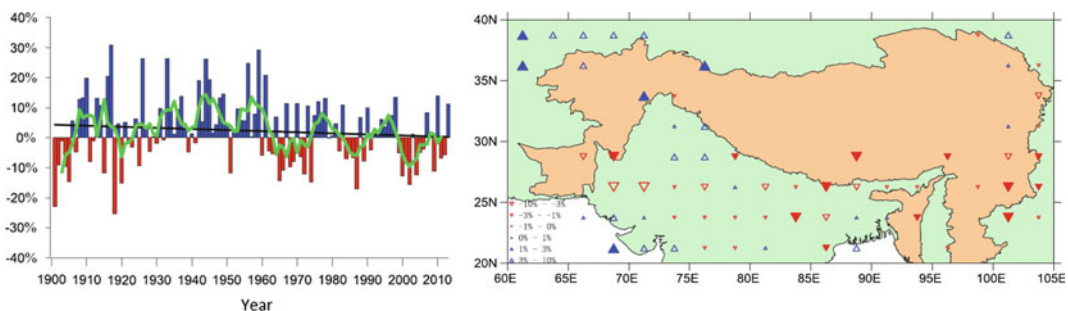 40%
30%
20%
10%
0%
-10%
-20%
-30%
-40%
1900 1910 1920 1930 1940 1950 1960 1970 1980 1990 2000 2010
Year
40N
35N
30N
25N
20N
-10% - -3%
-3% - -1%
-1% - 0%
0% - 1%
1% - 3%
3% - 10%
60E 65E 70E 75E 80E 85E 90E 95E 100E 105E